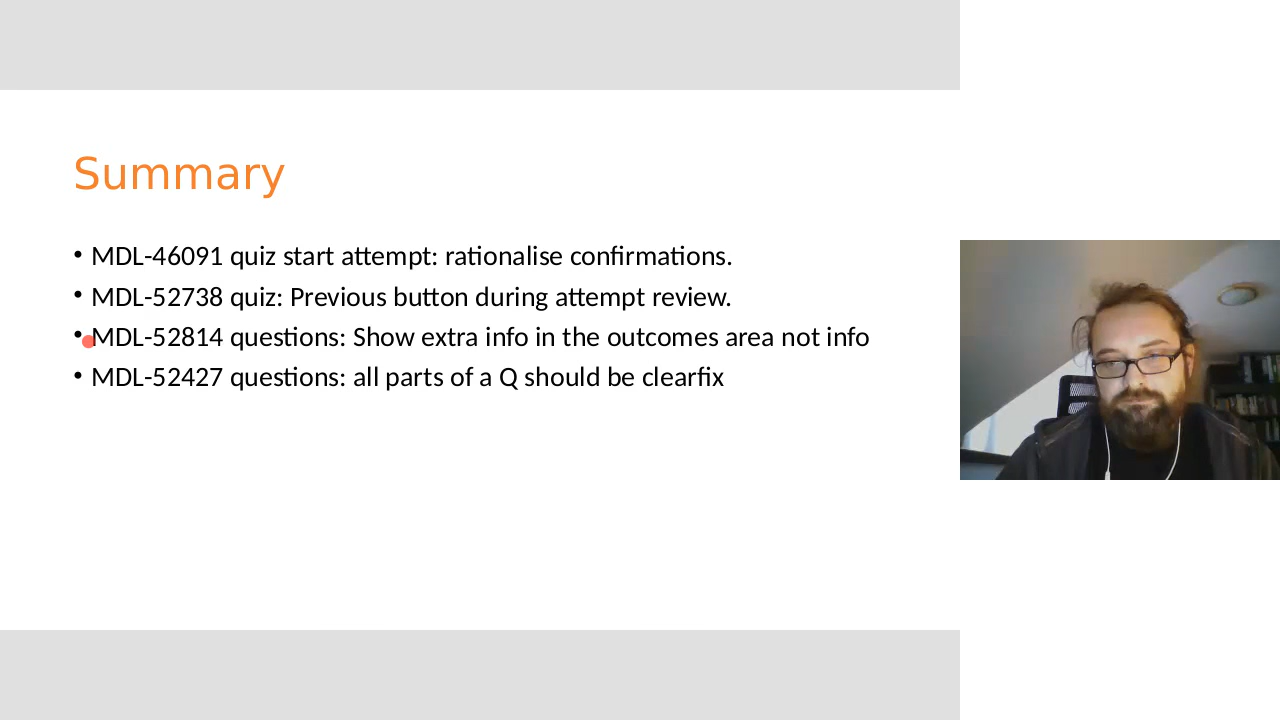 Summary
• MDL-46091 quiz start attempt: rationalise confirmations.
• MDL-52738 quiz: Previous button during attempt review.
• MDL-52814 questions: Show extra info in the outcomes area not info
• MDL-52427 questions: all parts of a Q should be clearfix